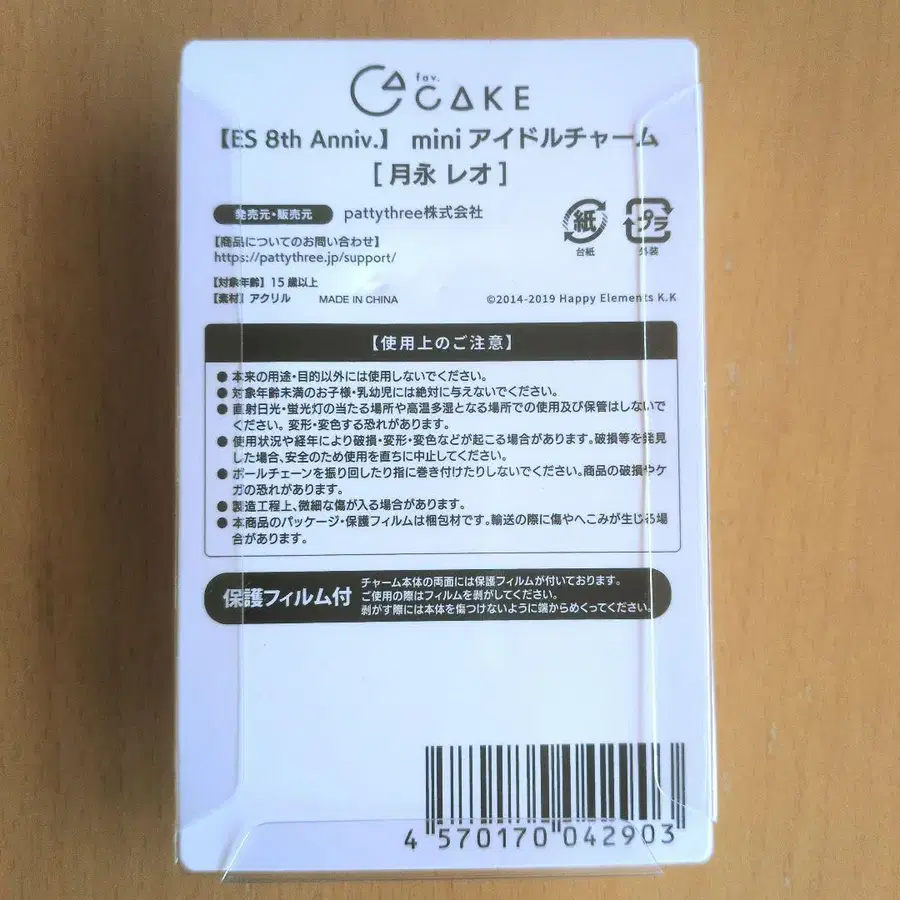 fav.
CAKE
【ES 8th Anniv.】 mini アイドルチャーム
[ 月永 レオ ]
発売元・販売元 pattythree株式会社
紙
プラ
台紙
外装
【商品についてのお問い合わせ】
https://pattythree.jp/support/
【対象年齢】 15歳以上
【素材】 アクリル MADE IN CHINA ©2014-2019 Happy Elements K.K
【使用上のご注意】
● 本来の用途・目的以外には使用しないでください。
● 対象年齢未満のお子様・乳幼児には絶対に与えないでください。
● 直射日光・蛍光灯の当たる場所や高温多湿となる場所での使用及び保管はしないで
ください。変形・変色する恐れがあります。
● 使用状況や経年により破損・変形・変色などが起こる場合があります。破損等を発見
した場合、安全のため使用を直ちに中止してください。
● ボールチェーンを振り回したり指に巻き付けたりしないでください。商品の破損やケ
ガの恐れがあります。
● 製造工程上、微細な傷が入る場合があります。
● 本商品のパッケージ・保護フィルムは梱包材です。輸送の際に傷やへこみが生じる場
合があります。
保護フィルム付
チャーム本体の両面には保護フィルムが付いております。
ご使用の際はフィルムを剥がしてください。
剥がす際には本体を傷つけないように端からめくってください。
4 570170 042903